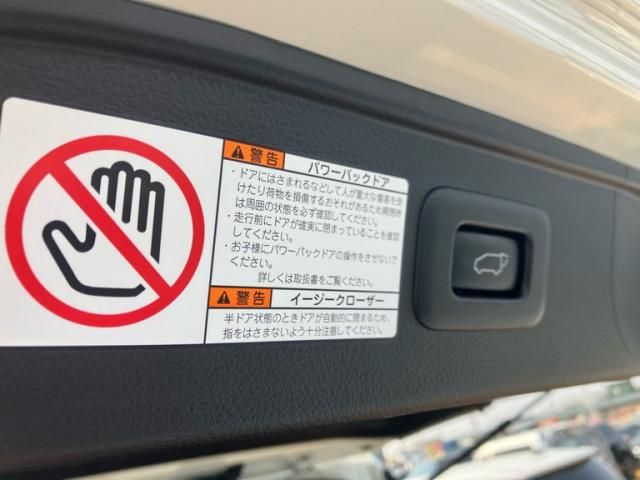 警告 パワーバックドア
・ドアにはさまれるなどして人が重大な傷害を受
けたり荷物を損傷するおそれがあるため開閉時
は周囲の状態を必ず確認してください。
・走行前にドアが確実に閉まっていることを確認
してください。
・お子様にパワーバックドアの操作をさせないで
ください。
詳しくは取扱書をご覧ください。
警告 イージークローザー
半ドア状態のときドアが自動的に閉まるため、
指をはさまないよう十分注意してください。